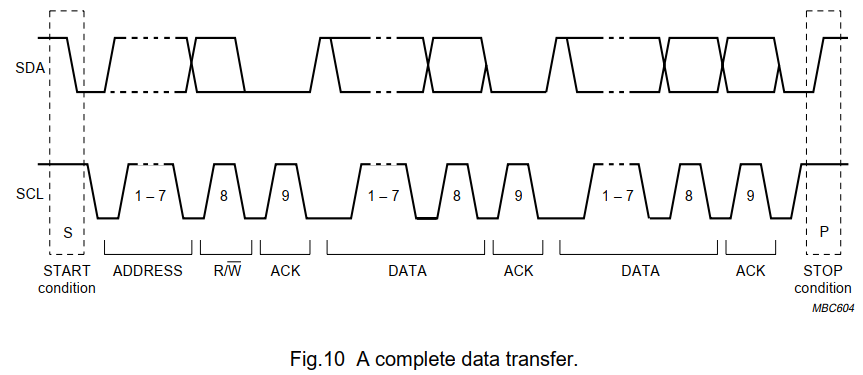 SDA
SCL
1 – 7
8
9
1 – 7
8
9
1 – 7
8
9
S
P
START
condition
ADDRESS
R/W̅
ACK
DATA
ACK
DATA
ACK
STOP
condition
MBC604
Fig.10 A complete data transfer.